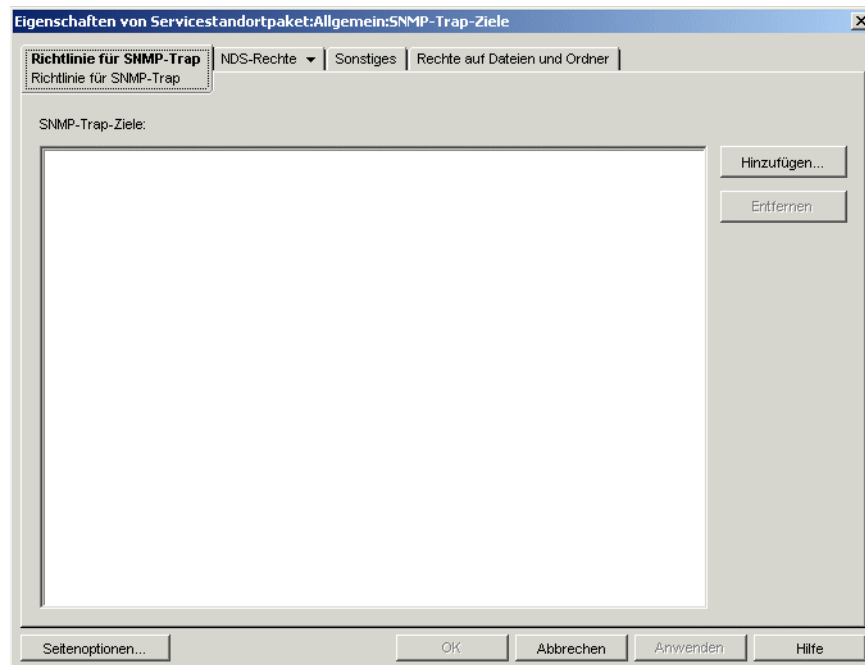 Eigenschaften von Servicestandortpaket:Allgemein:SNMP-Trap-Ziele
Richtlinie für SNMP-Trap NDS-Rechte Sonstiges Rechte auf Dateien und Ordner
Richtlinie für SNMP-Trap
SNMP-Trap-Ziele:
Hinzufügen...
Entfernen
Seitenoptionen... OK Abbrechen Anwenden Hilfe